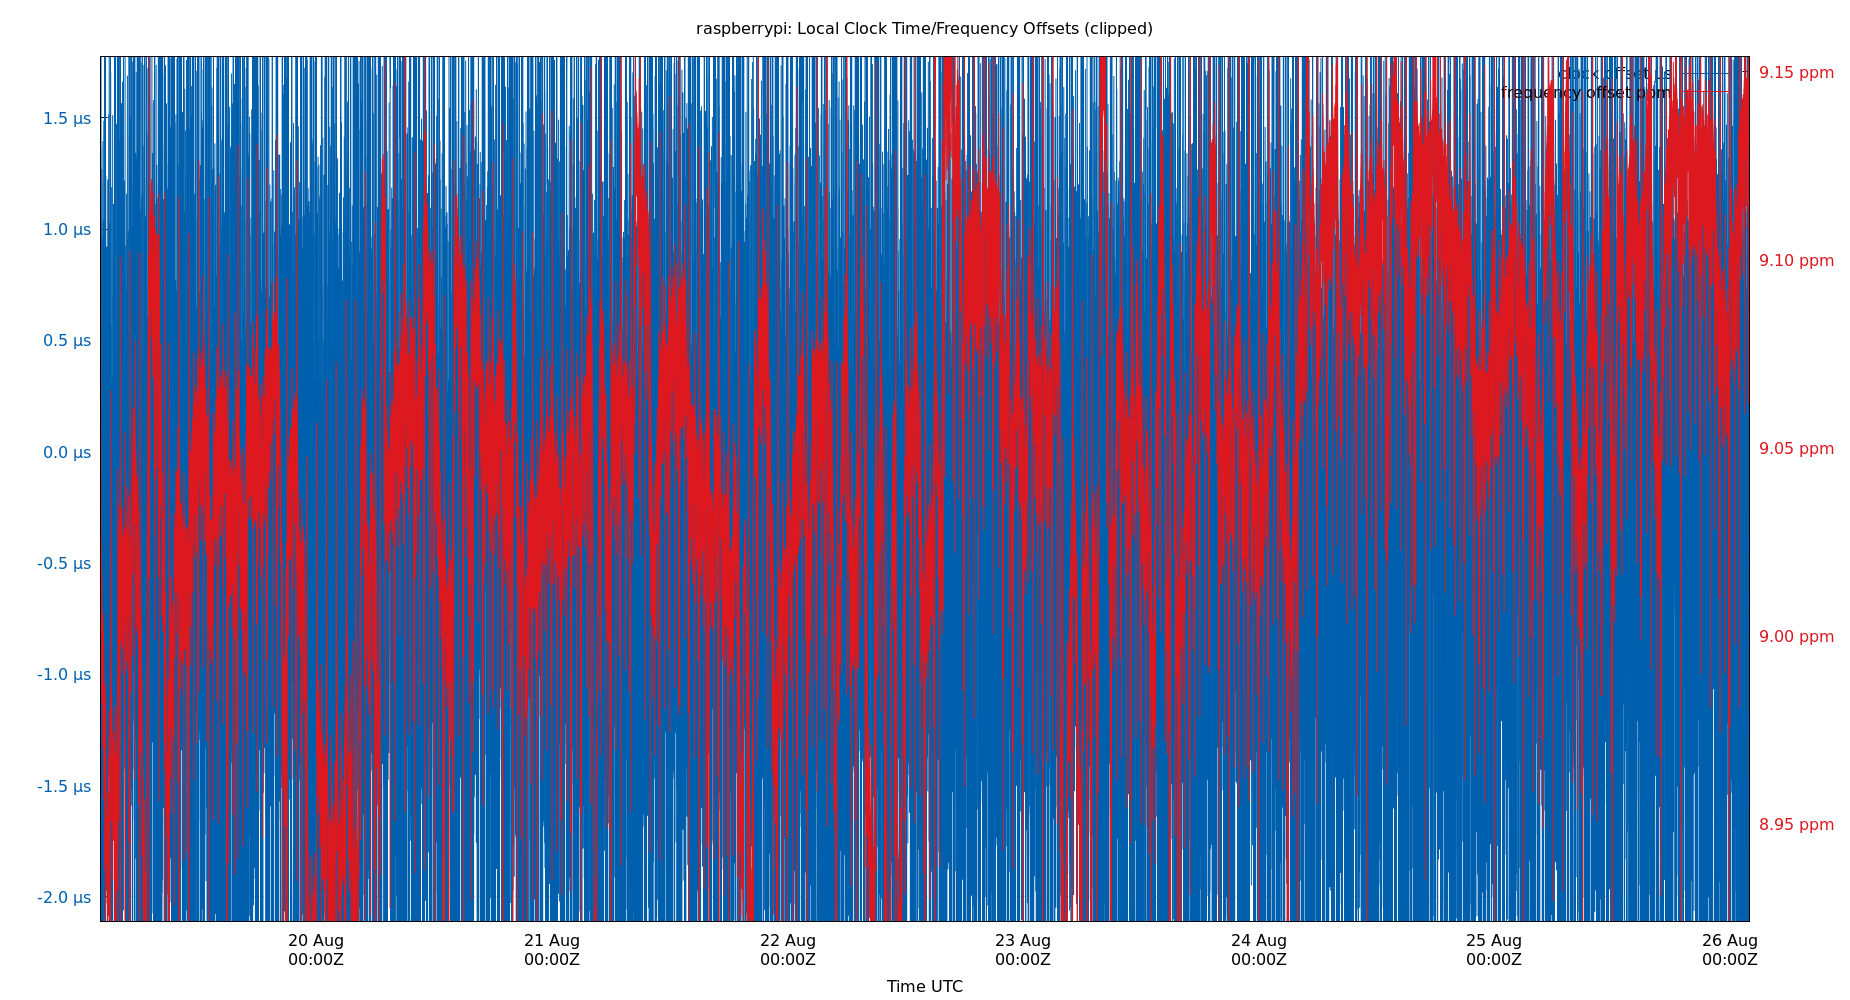 raspberrypi: Local Clock Time/Frequency Offsets (clipped)
clock offset µs
frequency offset ppm
1.5 µs
1.0 µs
0.5 µs
0.0 µs
-0.5 µs
-1.0 µs
-1.5 µs
-2.0 µs
9.15 ppm
9.10 ppm
9.05 ppm
9.00 ppm
8.95 ppm
20 Aug
00:00Z
21 Aug
00:00Z
22 Aug
00:00Z
23 Aug
00:00Z
24 Aug
00:00Z
25 Aug
00:00Z
26 Aug
00:00Z
Time UTC